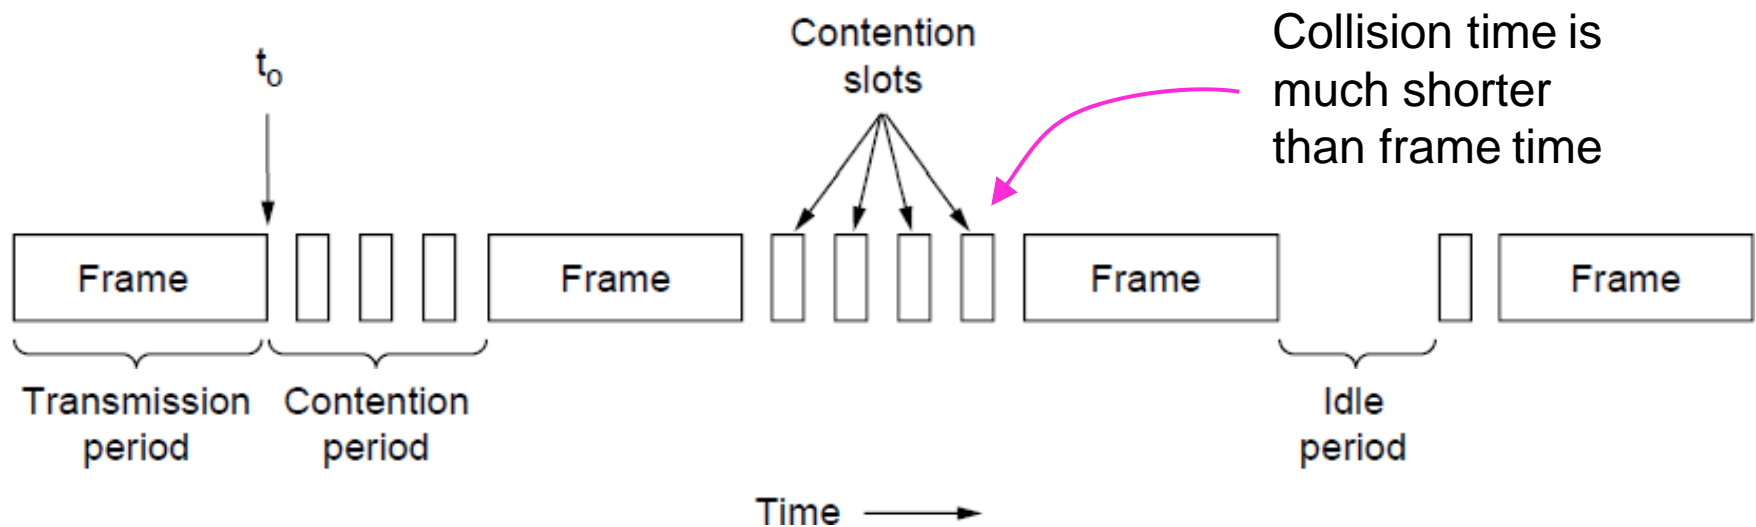 Contention
slots
Collision time is
much shorter
than frame time
t₀
Frame
Frame
Frame
Frame
Transmission
period
Contention
period
Idle
period
Time